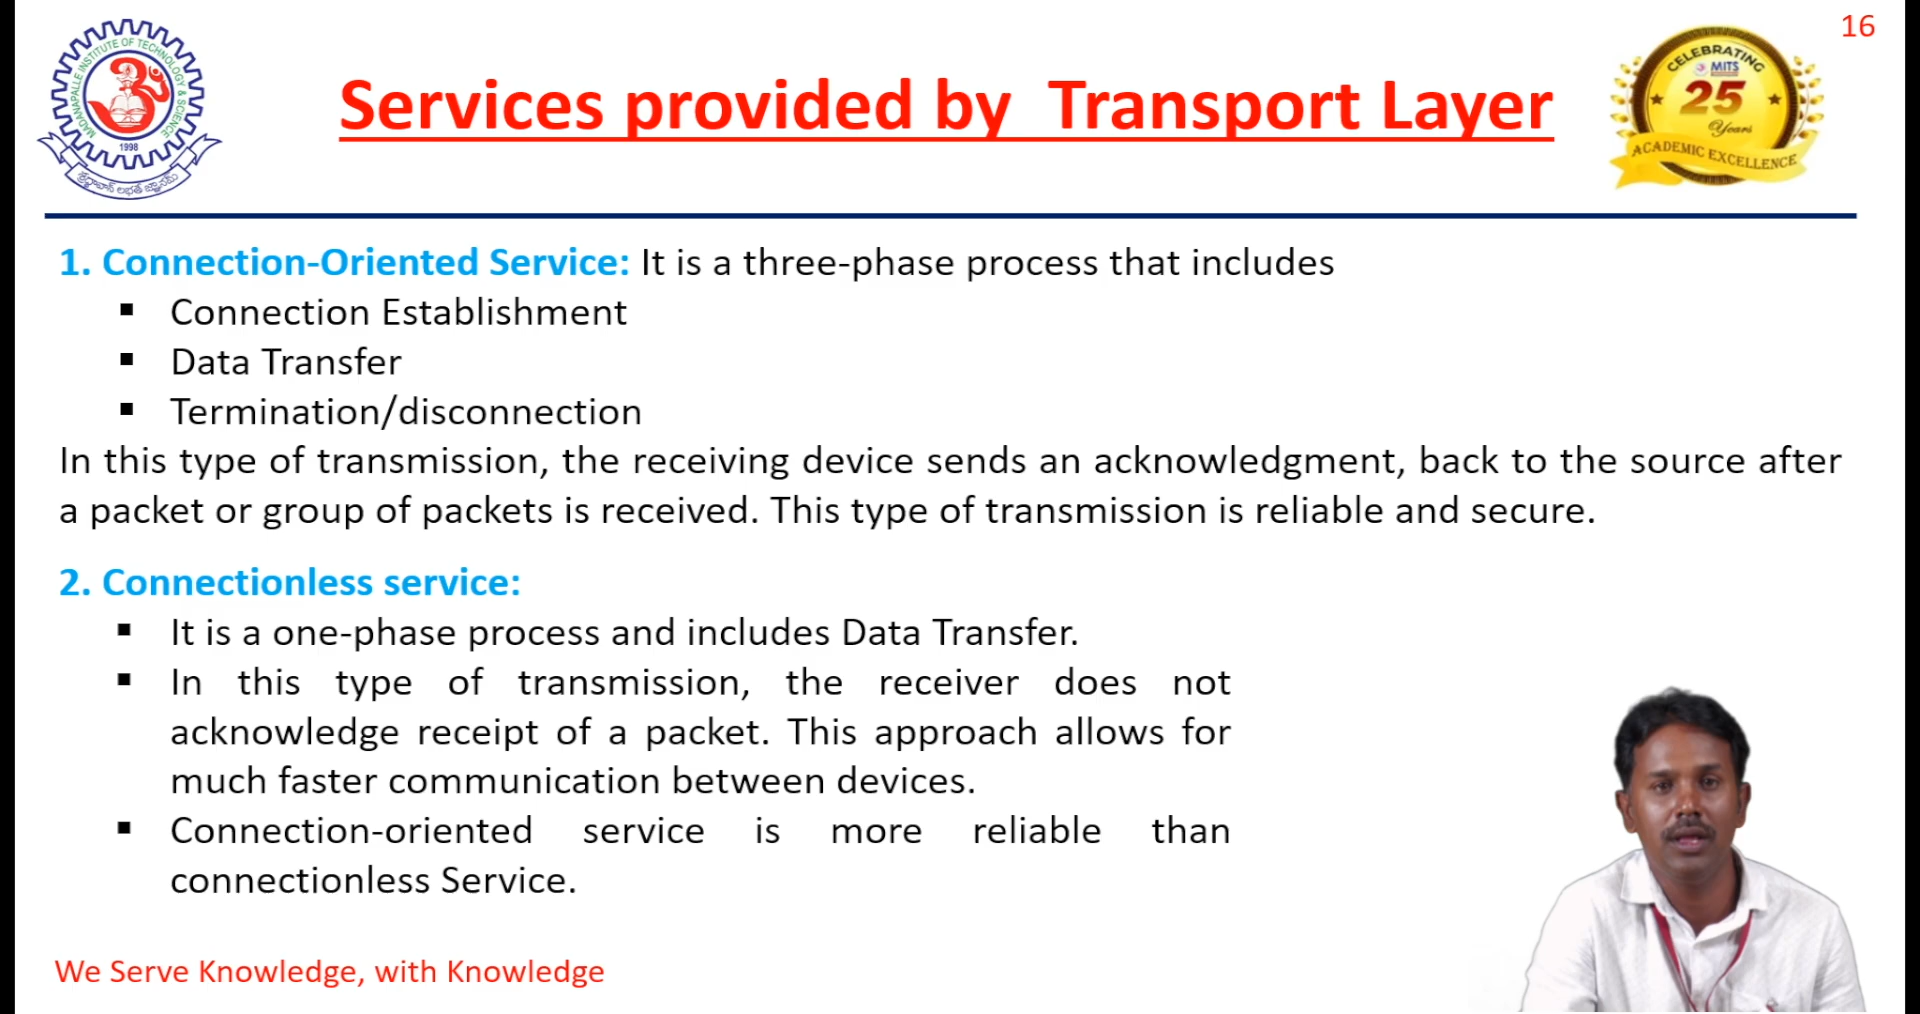 16
MADANAPALLE INSTITUTE OF TECHNOLOGY & SCIENCE
1998
CELEBRATING
MITS
25
Years
ACADEMIC EXCELLENCE
Services provided by Transport Layer
1. Connection-Oriented Service: It is a three-phase process that includes
▪ Connection Establishment
▪ Data Transfer
▪ Termination/disconnection
In this type of transmission, the receiving device sends an acknowledgment, back to the source after
a packet or group of packets is received. This type of transmission is reliable and secure.
2. Connectionless service:
▪ It is a one-phase process and includes Data Transfer.
▪ In this type of transmission, the receiver does not
acknowledge receipt of a packet. This approach allows for
much faster communication between devices.
▪ Connection-oriented service is more reliable than
connectionless Service.
We Serve Knowledge, with Knowledge